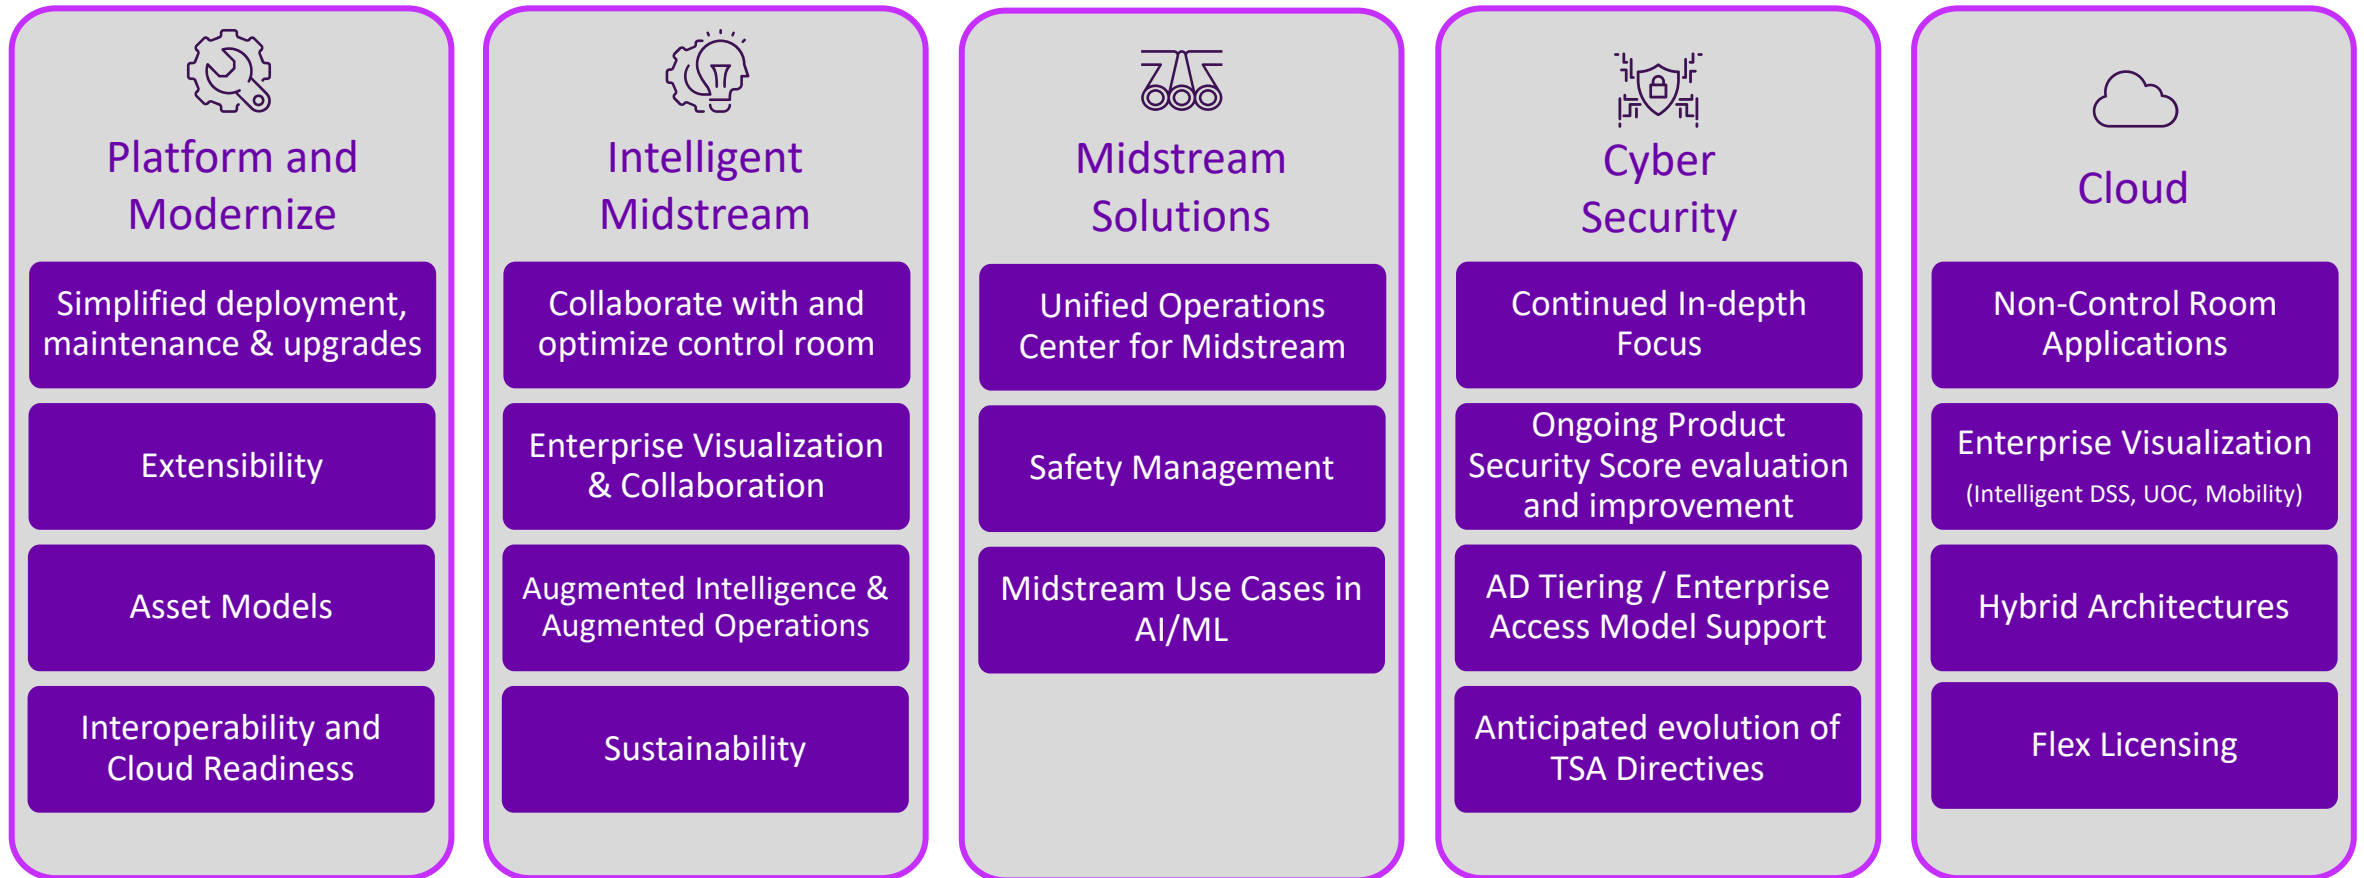 Platform and
Modernize
Simplified deployment,
maintenance & upgrades
Extensibility
Asset Models
Interoperability and
Cloud Readiness
Intelligent
Midstream
Collaborate with and
optimize control room
Enterprise Visualization
& Collaboration
Augmented Intelligence &
Augmented Operations
Sustainability
Midstream
Solutions
Unified Operations
Center for Midstream
Safety Management
Midstream Use Cases in
AI/ML
Cyber
Security
Continued In-depth
Focus
Ongoing Product
Security Score evaluation
and improvement
AD Tiering / Enterprise
Access Model Support
Anticipated evolution of
TSA Directives
Cloud
Non-Control Room
Applications
Enterprise Visualization
(Intelligent DSS, UOC, Mobility)
Hybrid Architectures
Flex Licensing